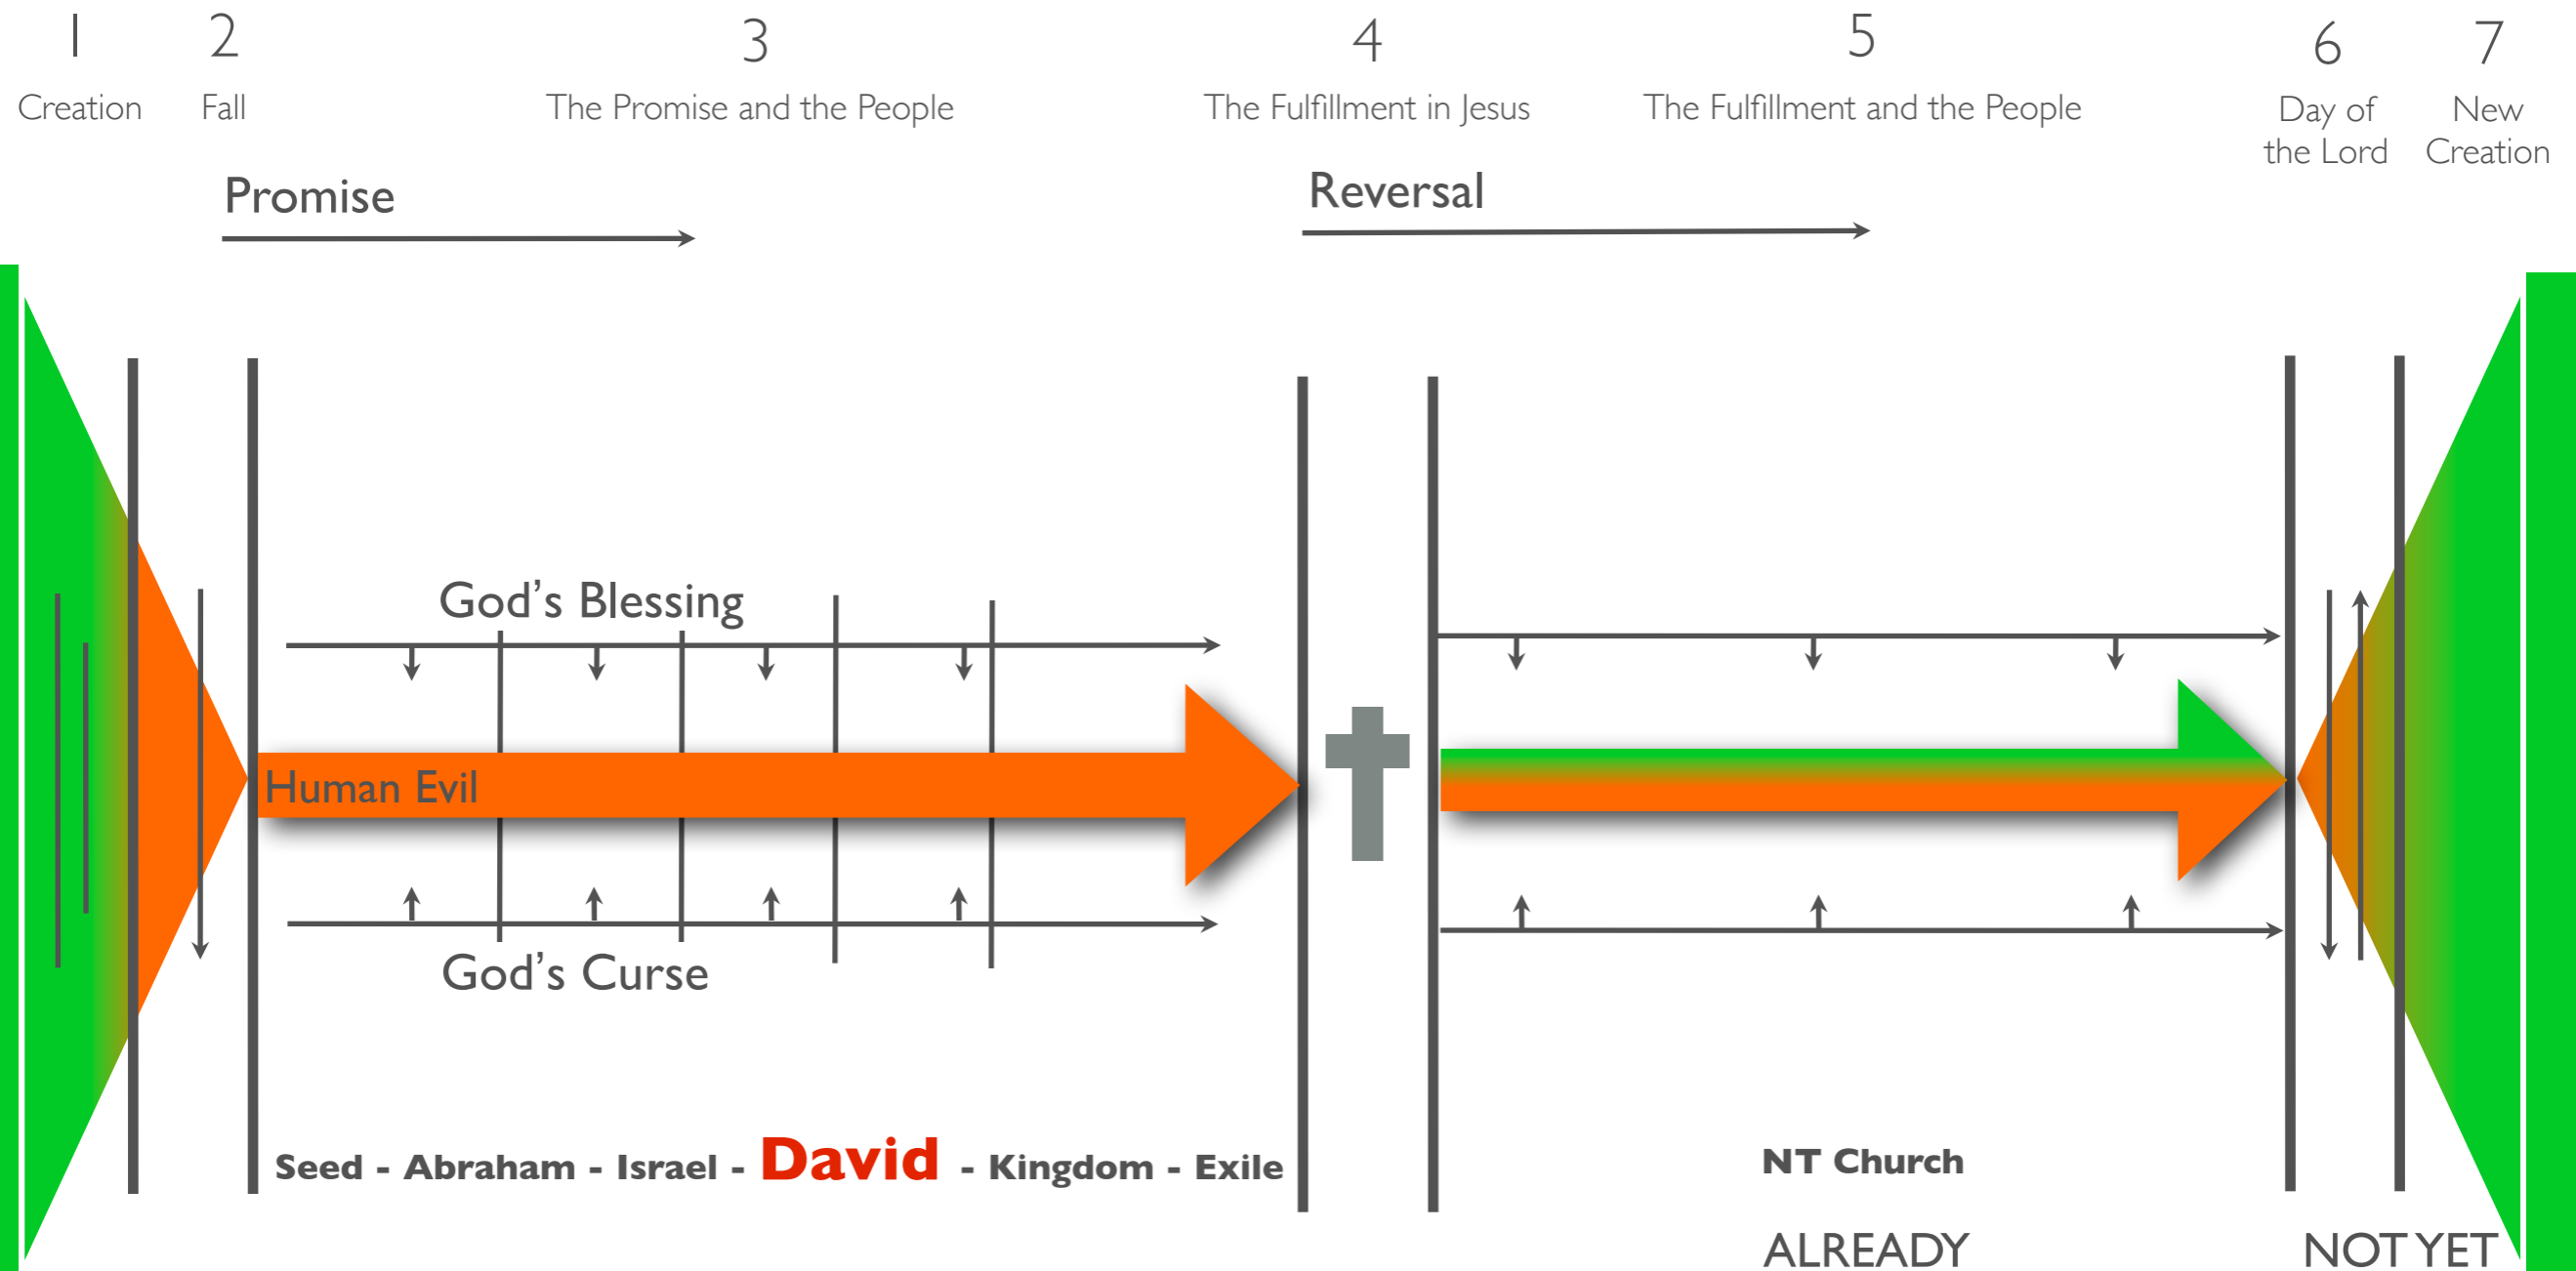 1
2
3
4
5
6
7
Creation
Fall
The Promise and the People
The Fulfillment in Jesus
The Fulfillment and the People
Day of
the Lord
New
Creation
Promise
Reversal
God's Blessing
Human Evil
God's Curse
Seed - Abraham - Israel - David - Kingdom - Exile
NT Church
ALREADY
NOT YET